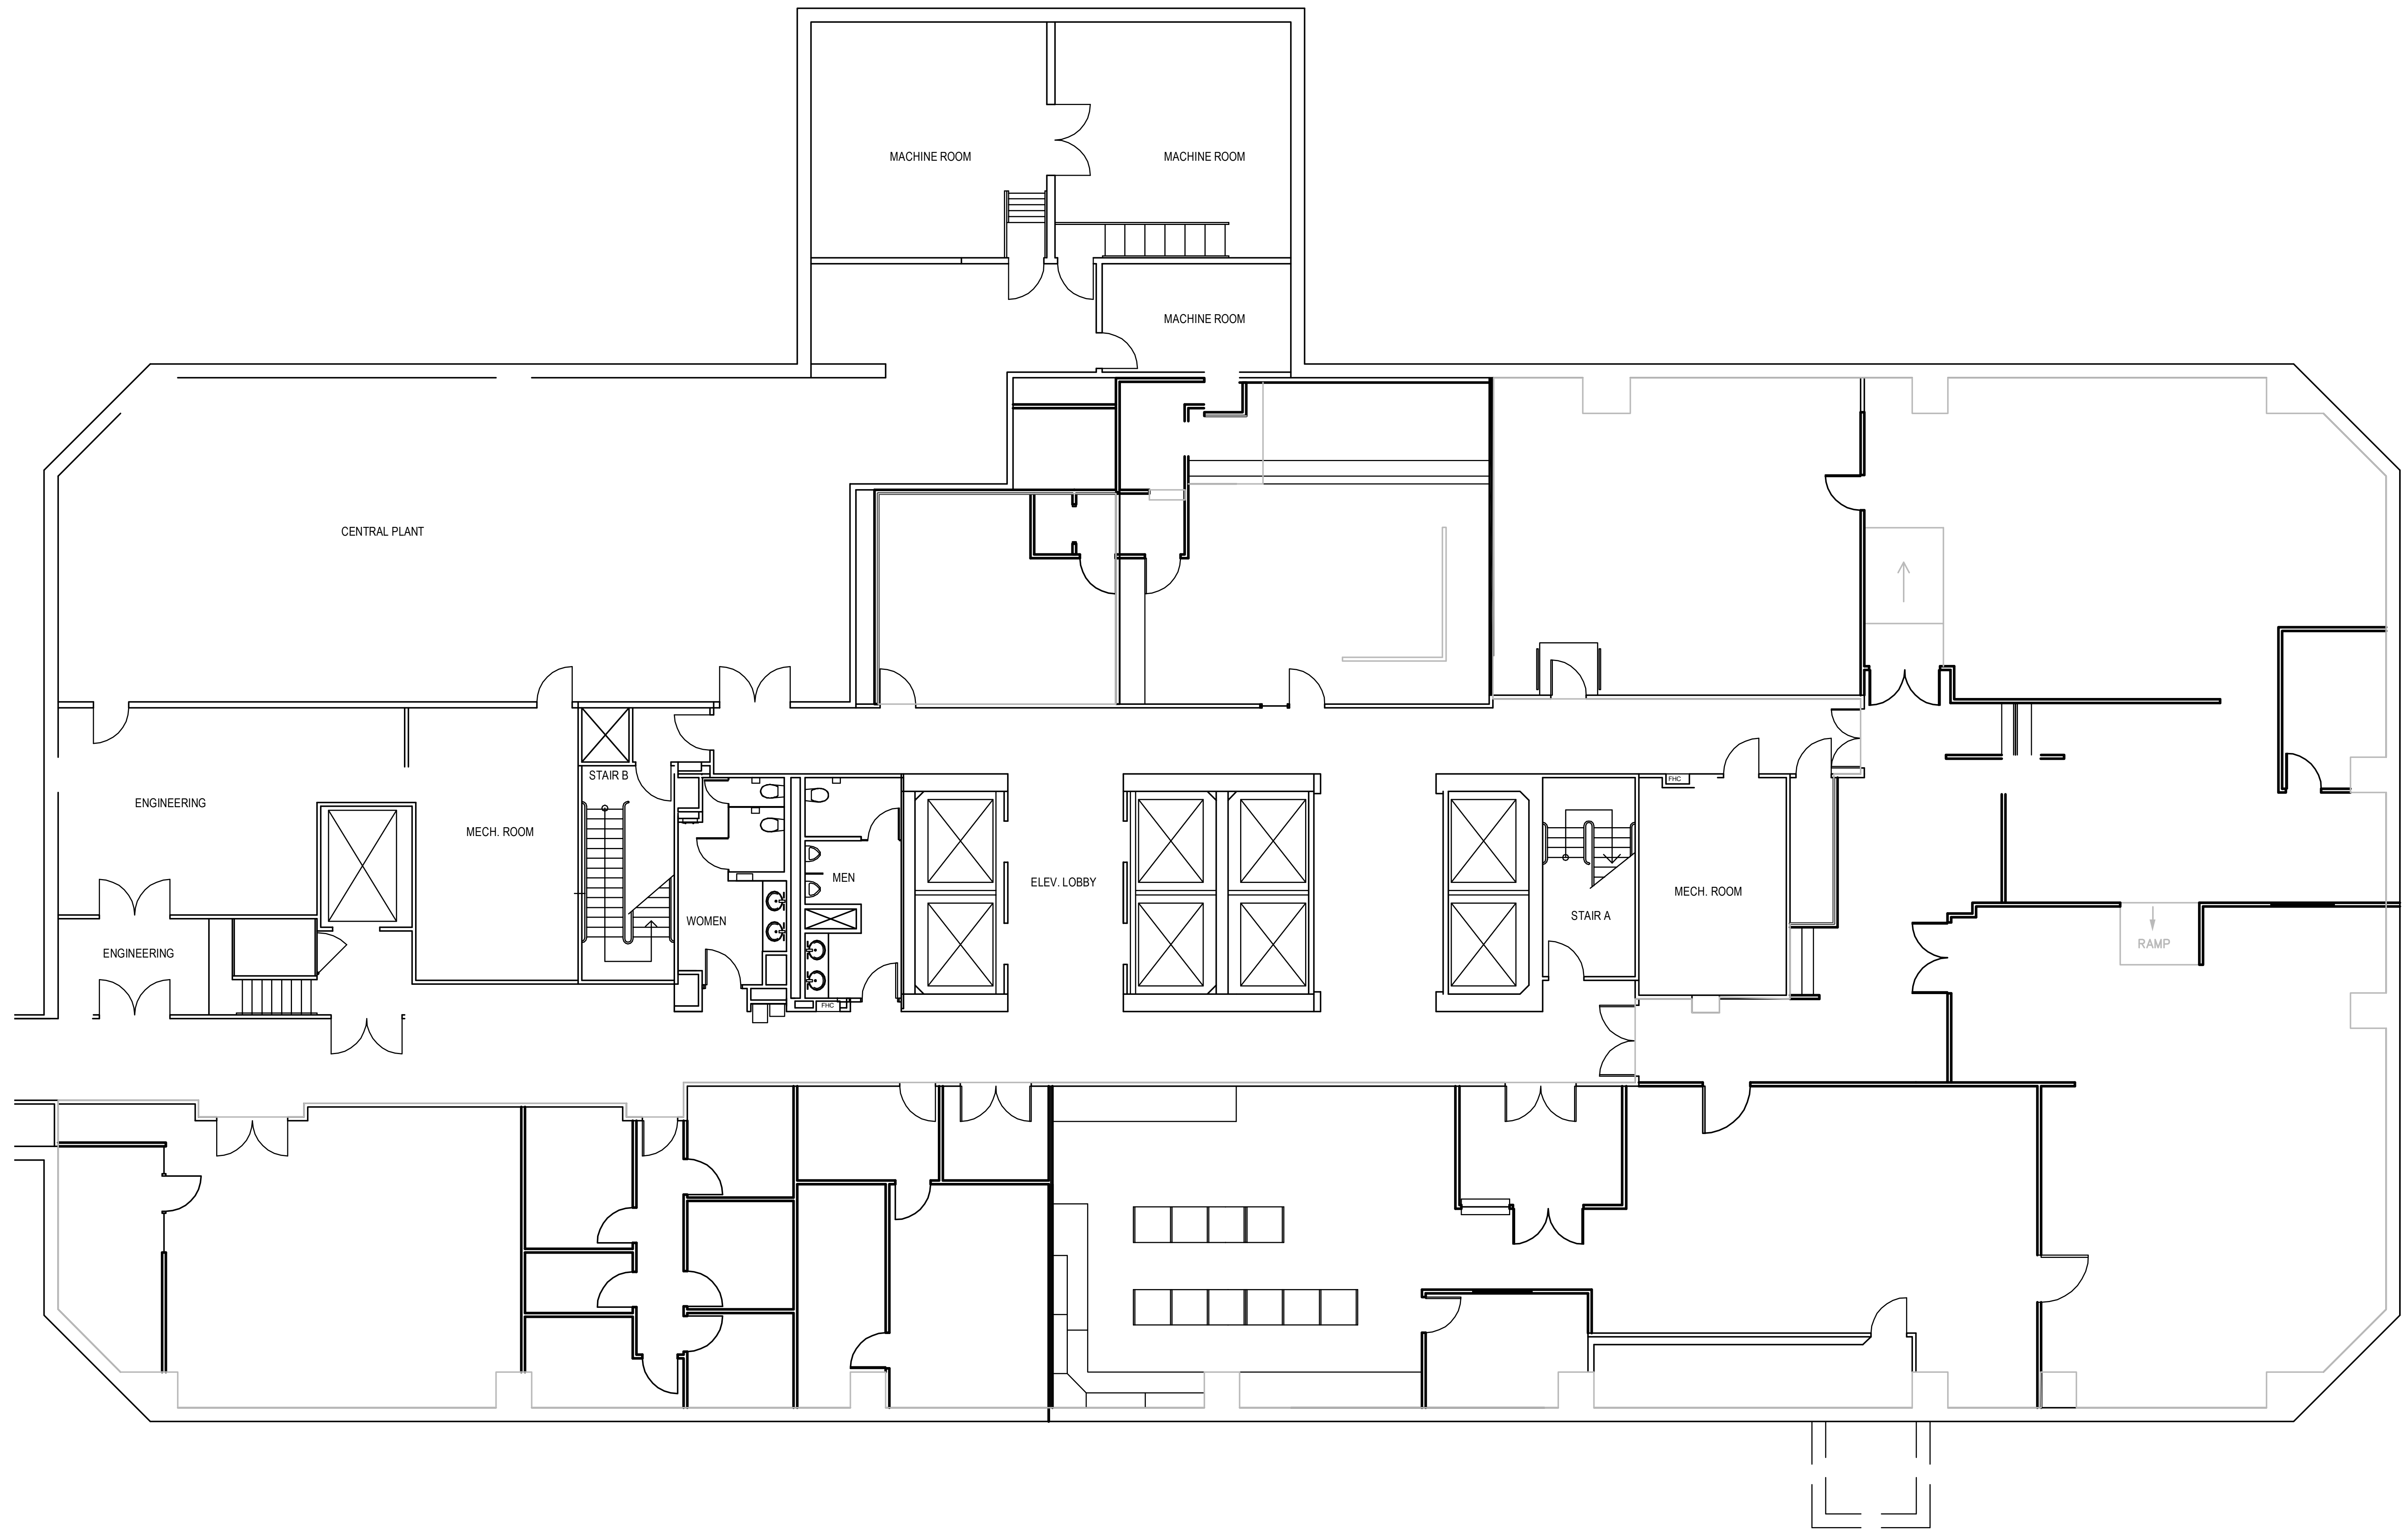 MACHINE ROOM
MACHINE ROOM
MACHINE ROOM
CENTRAL PLANT
STAIR B
FHC
ENGINEERING
MECH. ROOM
MEN
ELEV. LOBBY
MECH. ROOM
STAIR A
WOMEN
RAMP
ENGINEERING
FHC